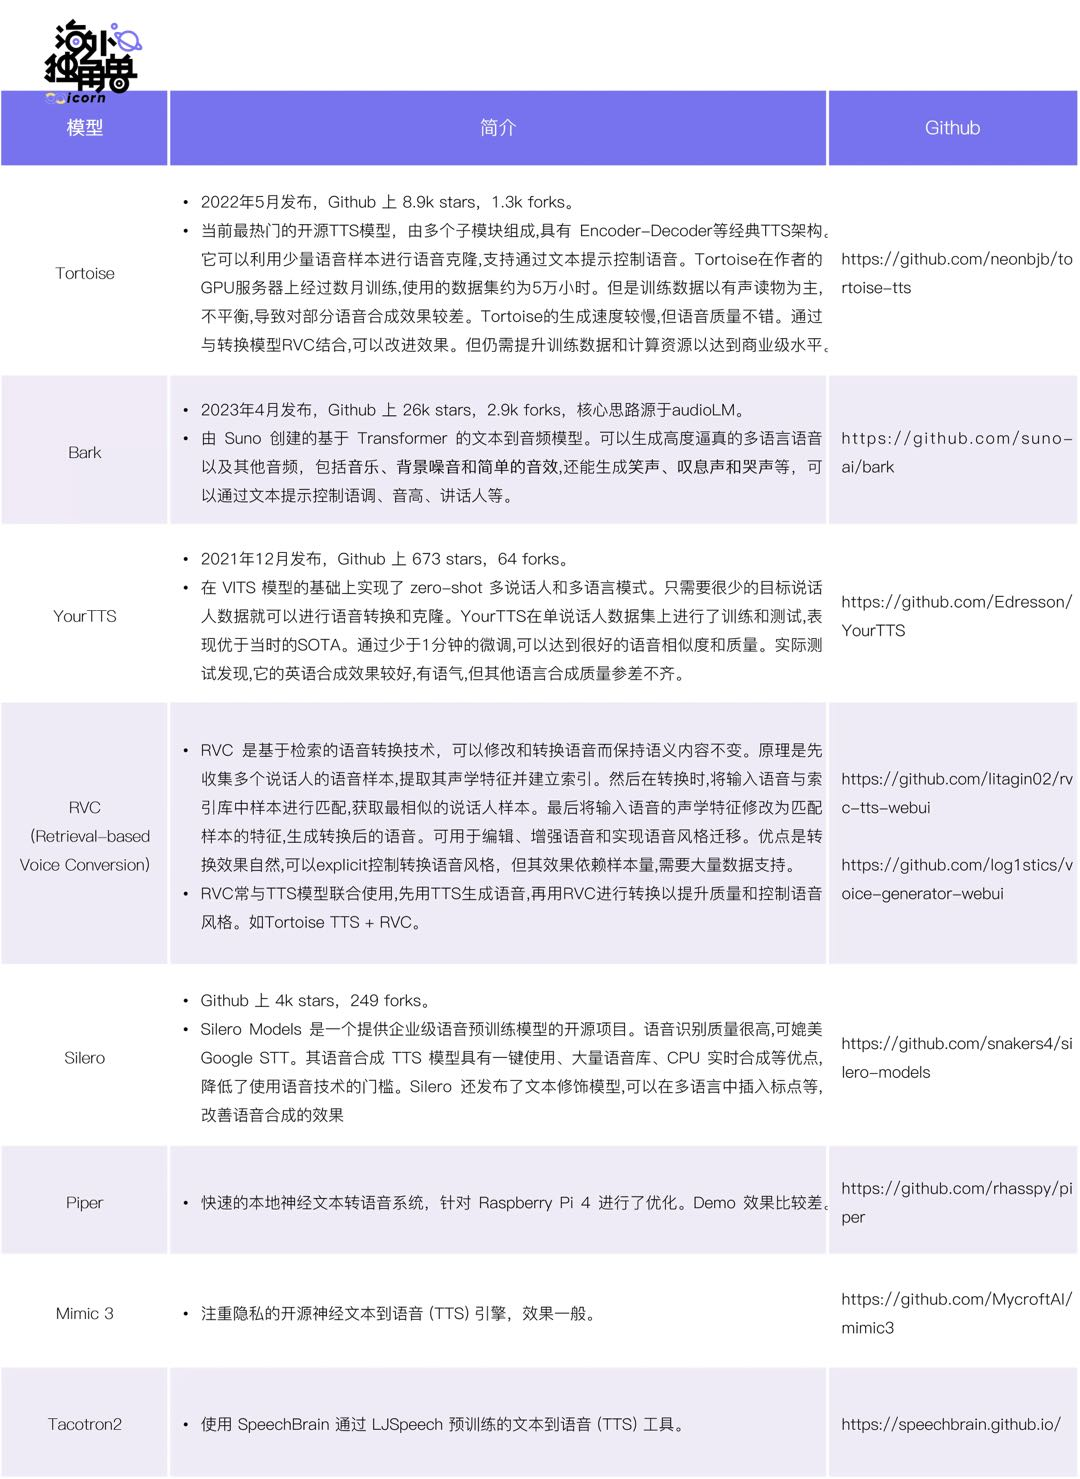 海外
独角兽
unicorn
模型
简介
Github
Tortoise
• 2022年5月发布，Github 上 8.9k stars，1.3k forks。
• 当前最热门的开源TTS模型，由多个子模块组成,具有 Encoder-Decoder等经典TTS架构。
它可以利用少量语音样本进行语音克隆,支持通过文本提示控制语音。Tortoise在作者的
GPU服务器上经过数月训练,使用的数据集约为5万小时。但是训练数据以有声读物为主,
不平衡,导致对部分语音合成效果较差。Tortoise的生成速度较慢,但语音质量不错。通过
与转换模型RVC结合,可以改进效果。但仍需提升训练数据和计算资源以达到商业级水平。
https://github.com/neonbjb/to
rtoise-tts
Bark
• 2023年4月发布，Github 上 26k stars，2.9k forks，核心思路源于audioLM。
• 由 Suno 创建的基于 Transformer 的文本到音频模型。可以生成高度逼真的多语言语音
以及其他音频，包括音乐、背景噪音和简单的音效,还能生成笑声、叹息声和哭声等，可
以通过文本提示控制语调、音高、讲话人等。
https://github.com/suno-
ai/bark
YourTTS
• 2021年12月发布，Github 上 673 stars，64 forks。
• 在 VITS 模型的基础上实现了 zero-shot 多说话人和多语言模式。只需要很少的目标说话
人数据就可以进行语音转换和克隆。YourTTS在单说话人数据集上进行了训练和测试,表
现优于当时的SOTA。通过少于1分钟的微调,可以达到很好的语音相似度和质量。实际测
试发现,它的英语合成效果较好,有语气,但其他语言合成质量参差不齐。
https://github.com/Edresson/
YourTTS
RVC
（Retrieval-based
Voice Conversion）
• RVC 是基于检索的语音转换技术，可以修改和转换语音而保持语义内容不变。原理是先
收集多个说话人的语音样本,提取其声学特征并建立索引。然后在转换时,将输入语音与索
引库中样本进行匹配,获取最相似的说话人样本。最后将输入语音的声学特征修改为匹配
样本的特征,生成转换后的语音。可用于编辑、增强语音和实现语音风格迁移。优点是转
换效果自然,可以explicit控制转换语音风格，但其效果依赖样本量,需要大量数据支持。
• RVC常与TTS模型联合使用,先用TTS生成语音,再用RVC进行转换以提升质量和控制语音
风格。如Tortoise TTS + RVC。
https://github.com/litagin02/rv
c-tts-webui
https://github.com/log1stics/v
oice-generator-webui
Silero
• Github 上 4k stars，249 forks。
• Silero Models 是一个提供企业级语音预训练模型的开源项目。语音识别质量很高,可媲美
Google STT。其语音合成 TTS 模型具有一键使用、大量语音库、CPU 实时合成等优点,
降低了使用语音技术的门槛。Silero 还发布了文本修饰模型,可以在多语言中插入标点等,
改善语音合成的效果
https://github.com/snakers4/si
lero-models
Piper
• 快速的本地神经文本转语音系统，针对 Raspberry Pi 4 进行了优化。Demo 效果比较差。
https://github.com/rhasspy/pi
per
Mimic 3
• 注重隐私的开源神经文本到语音 (TTS) 引擎，效果一般。
https://github.com/MycroftAI/
mimic3
Tacotron2
• 使用 SpeechBrain 通过 LJSpeech 预训练的文本到语音 (TTS) 工具。
https://speechbrain.github.io/